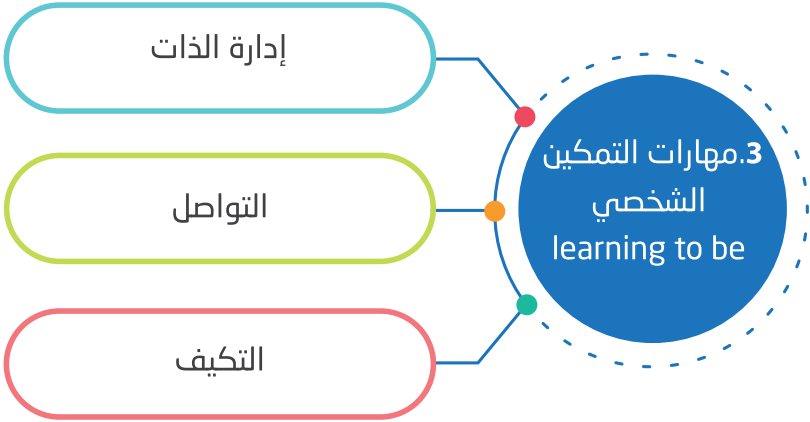 3.مهارات التمكين
الشخصي
learning to be
إدارة الذات
التواصل
التكيف